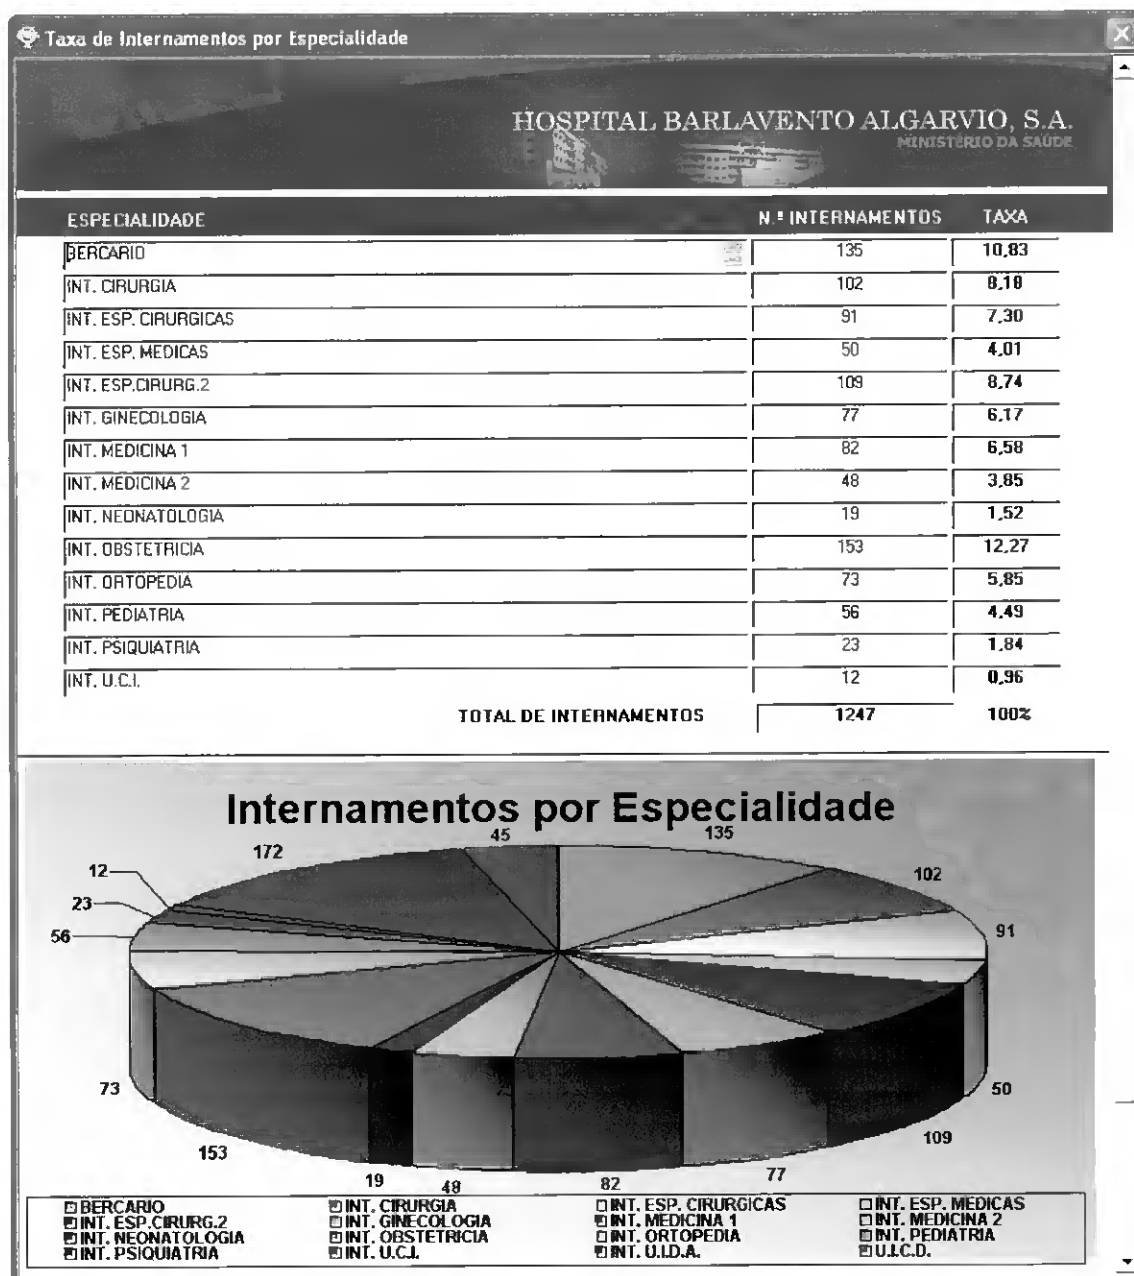 Taxa de Internamentos por Especialidade
HOSPITAL BARLAVENTO ALGARVIO, S.A.
MINISTÉRIO DA SAÚDE
ESPECIALIDADE N.º INTERNAMENTOS TAXA
BERCARIO 135 10,83
INT. CIRURGIA 102 8,18
INT. ESP. CIRURGICAS 91 7,30
INT. ESP. MEDICAS 50 4,01
INT. ESP.CIRURG.2 109 8,74
INT. GINECOLOGIA 77 6,17
INT. MEDICINA 1 82 6,58
INT. MEDICINA 2 48 3,85
INT. NEONATOLOGIA 19 1,52
INT. OBSTETRICIA 153 12,27
INT. ORTOPEDIA 73 5,85
INT. PEDIATRIA 56 4,49
INT. PSIQUIATRIA 23 1,84
INT. U.C.I. 12 0,96
TOTAL DE INTERNAMENTOS 1247 100%
Internamentos por Especialidade
45 135
172
12 102
23
56 91
73 50
153 109
19 48 82 77
BERCARIO INT. CIRURGIA INT. ESP. CIRURGICAS INT. ESP. MEDICAS
INT. ESP.CIRURG.2 INT. GINECOLOGIA INT. MEDICINA 1 INT. MEDICINA 2
INT. NEONATOLOGIA INT. OBSTETRICIA INT. ORTOPEDIA INT. PEDIATRIA
INT. PSIQUIATRIA INT. U.C.I. INT. U.I.D.A. U.I.C.D.